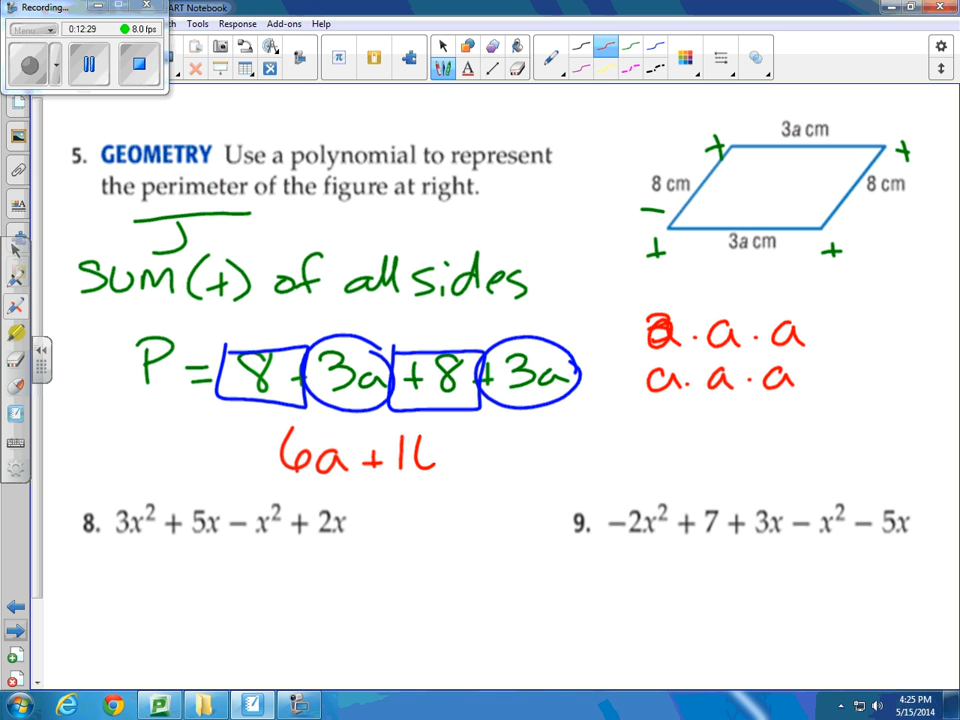 Recording...
ART Notebook
Menu
0:12:29
8.0 fps
Tools Response Add-ons Help
5. GEOMETRY Use a polynomial to represent
the perimeter of the figure at right.
3a cm
8 cm
8 cm
3a cm
+ +
+ +
sum (+) of all sides
P = 8 + 3a + 8 + 3a
· a · a
a · a · a
6a + 1
8. 3x² + 5x − x² + 2x
9. −2x² + 7 + 3x − x² − 5x
4:25 PM
5/15/2014